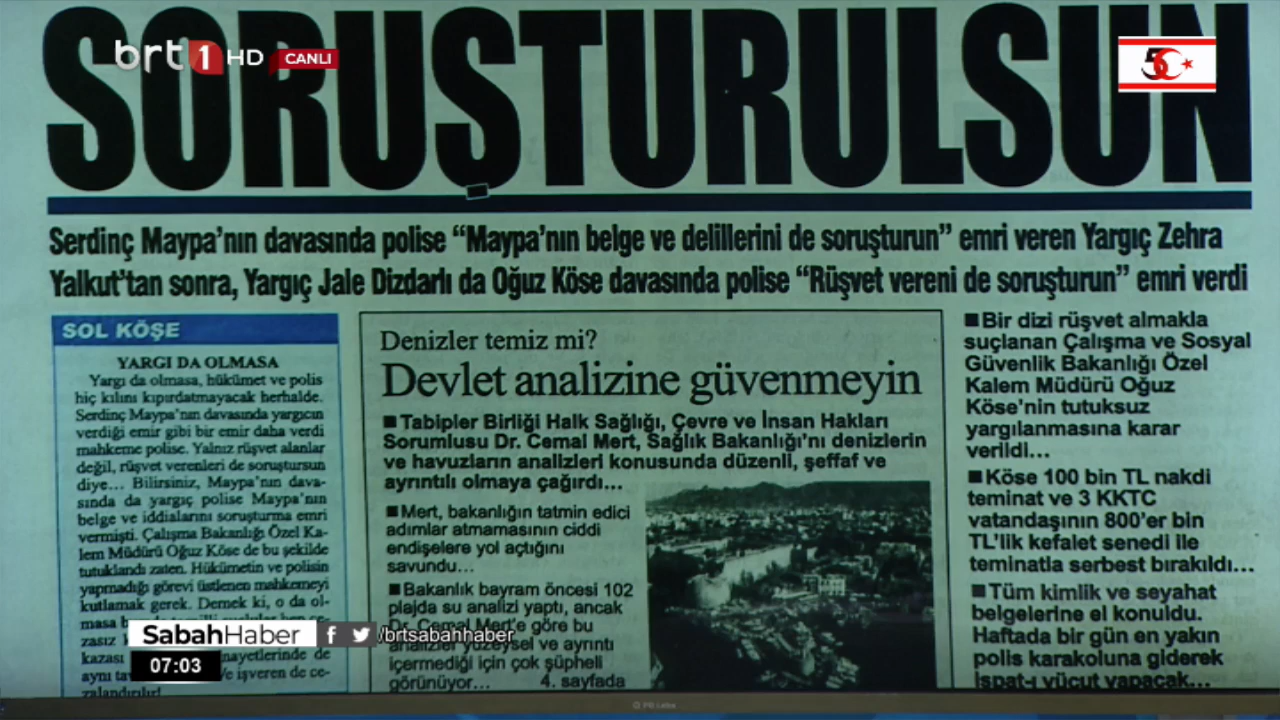 SORUŞTURULSUN
brt 1 HD CANLI
50
Serdinç Maypa'nın davasında polise “Maypa'nın belge ve delillerini de soruşturun” emri veren Yargıç Zehra
Yalkut'tan sonra, Yargıç Jale Dizdarlı da Oğuz Köse davasında polise “Rüşvet vereni de soruşturun” emri verdi
SOL KÖŞE
YARGI DA OLMASA
Yargı da olmasa, hükümet ve polis
hiç kılını kıpırdatmayacak herhalde.
Serdinç Maypa'nın davasında yargıcın
verdiği emir gibi bir emir daha verdi
mahkeme polise. Yalnız rüşvet alanlar
değil, rüşvet verenleri de soruştursun
diye... Bilirsiniz, Maypa'nın dava-
sında da yargıç polise Maypa'nın
belge ve iddialarını soruşturma emri
vermişti. Çalışma Bakanlığı Özel Ka-
lem Müdürü Oğuz Köse de bu şekilde
tutuklandı zaten. Hükümetin ve polisin
yapmadığı görevi üstlenen mahkemeyi
kutlamak gerek. Demek ki, o da ol-
masa
zasız
kazası nayetlerinde de
aynı Ve işveren de ce-
zalandırılır!
Denizler temiz mi?
Devlet analizine güvenmeyin
■Tabipler Birliği Halk Sağlığı, Çevre ve İnsan Hakları
Sorumlusu Dr. Cemal Mert, Sağlık Bakanlığı'nı denizlerin
ve havuzların analizleri konusunda düzenli, şeffaf ve
ayrıntılı olmaya çağırdı...
■Mert, bakanlığın tatmin edici
adımlar atmamasının ciddi
endişelere yol açtığını
savundu...
■Bakanlık bayram öncesi 102
plajda su analizi yaptı, ancak
Dr. Cemal Mert'e göre bu
analizler yüzeysel ve ayrıntı
içermediği için çok şüpheli
görünüyor... 4. sayfada
■Bir dizi rüşvet almakla
suçlanan Çalışma ve Sosyal
Güvenlik Bakanlığı Özel
Kalem Müdürü Oğuz
Köse'nin tutuksuz
yargılanmasına karar
verildi...
■Köse 100 bin TL nakdi
teminat ve 3 KKTC
vatandaşının 800'er bin
TL'lik kefalet senedi ile
teminatla serbest bırakıldı...
■Tüm kimlik ve seyahat
belgelerine el konuldu.
Haftada bir gün en yakın
polis karakoluna giderek
ispat-ı vücut yapacak...
SabahHaber f /brtsabahhaber
07:03